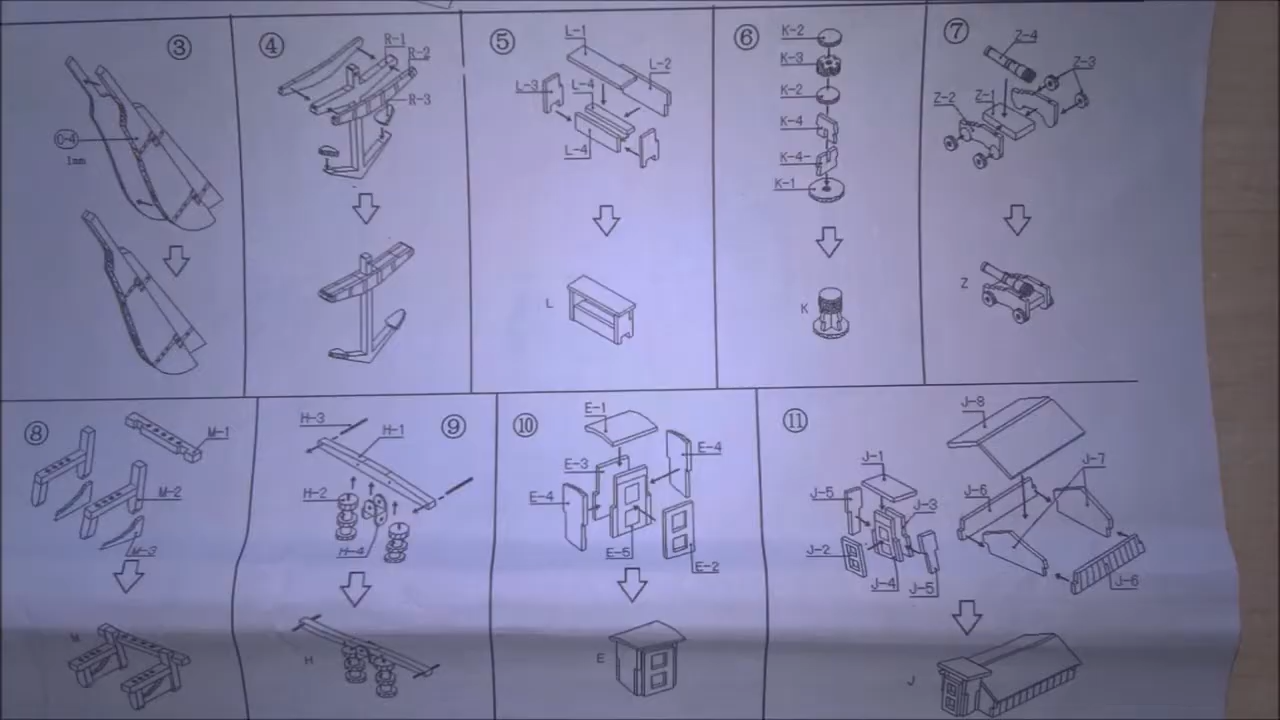 ③
0-4
1mm
④
R-1
R-2
R-3
⑤
L-1
L-2
L-3
L-4
L-4
L
⑥
K-2
K-3
K-2
K-4
K-4
K-1
K
⑦
Z-4
Z-3
Z-1
Z-2
Z
⑧
M-1
M-2
M-3
M
⑨
H-3
H-1
H-2
H-4
H
⑩
E-1
E-4
E-3
E-4
E-5
E-2
E
⑪
J-8
J-1
J-7
J-5
J-6
J-3
J-2
J-4
J-5
J-6
J